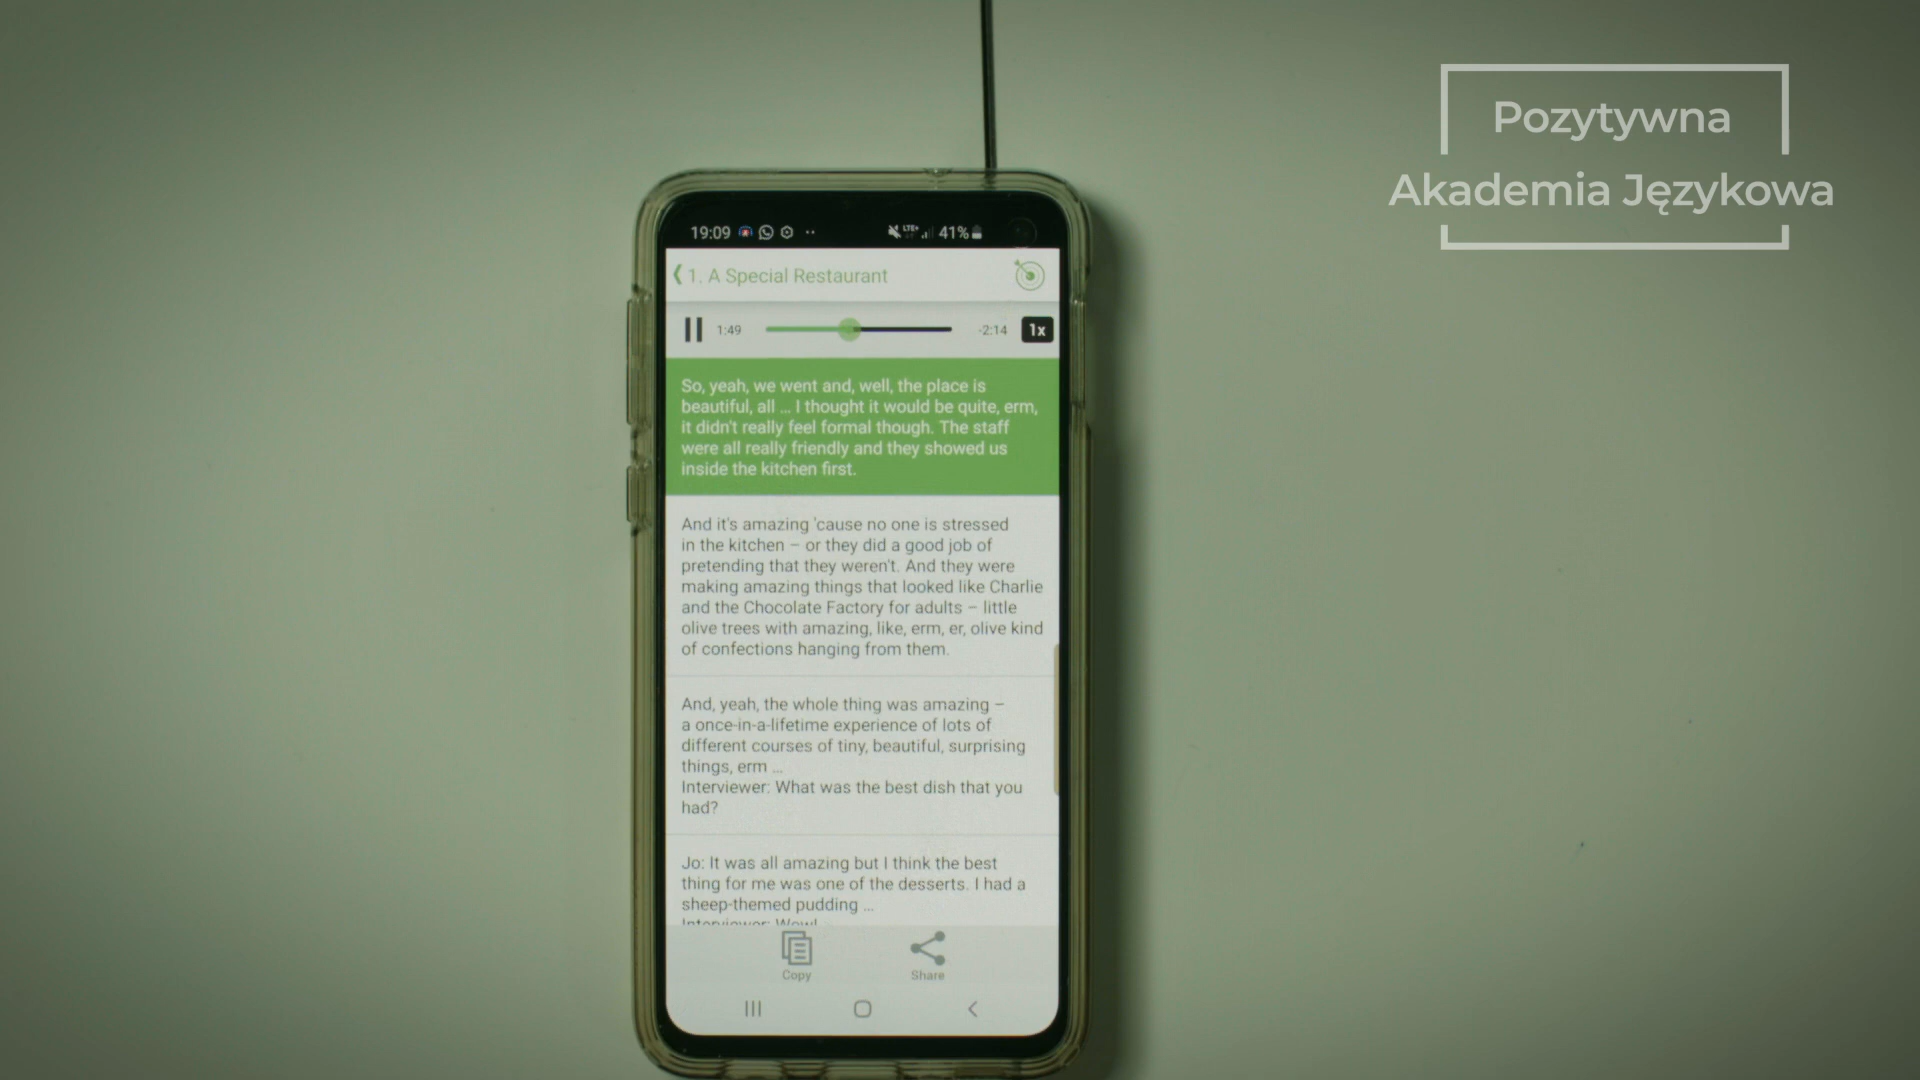 Pozytywna
Akademia Językowa
19:09
LTE+
41%
1. A Special Restaurant
1:49
-2:14
1x
So, yeah, we went and, well, the place is
beautiful, all ... I thought it would be quite, erm,
it didn't really feel formal though. The staff
were all really friendly and they showed us
inside the kitchen first.
And it's amazing 'cause no one is stressed
in the kitchen – or they did a good job of
pretending that they weren't. And they were
making amazing things that looked like Charlie
and the Chocolate Factory for adults – little
olive trees with amazing, like, erm, er, olive kind
of confections hanging from them.
And, yeah, the whole thing was amazing –
a once-in-a-lifetime experience of lots of
different courses of tiny, beautiful, surprising
things, erm ...
Interviewer: What was the best dish that you
had?
Jo: It was all amazing but I think the best
thing for me was one of the desserts. I had a
sheep-themed pudding ...
Interviewer: Wow!
Copy
Share